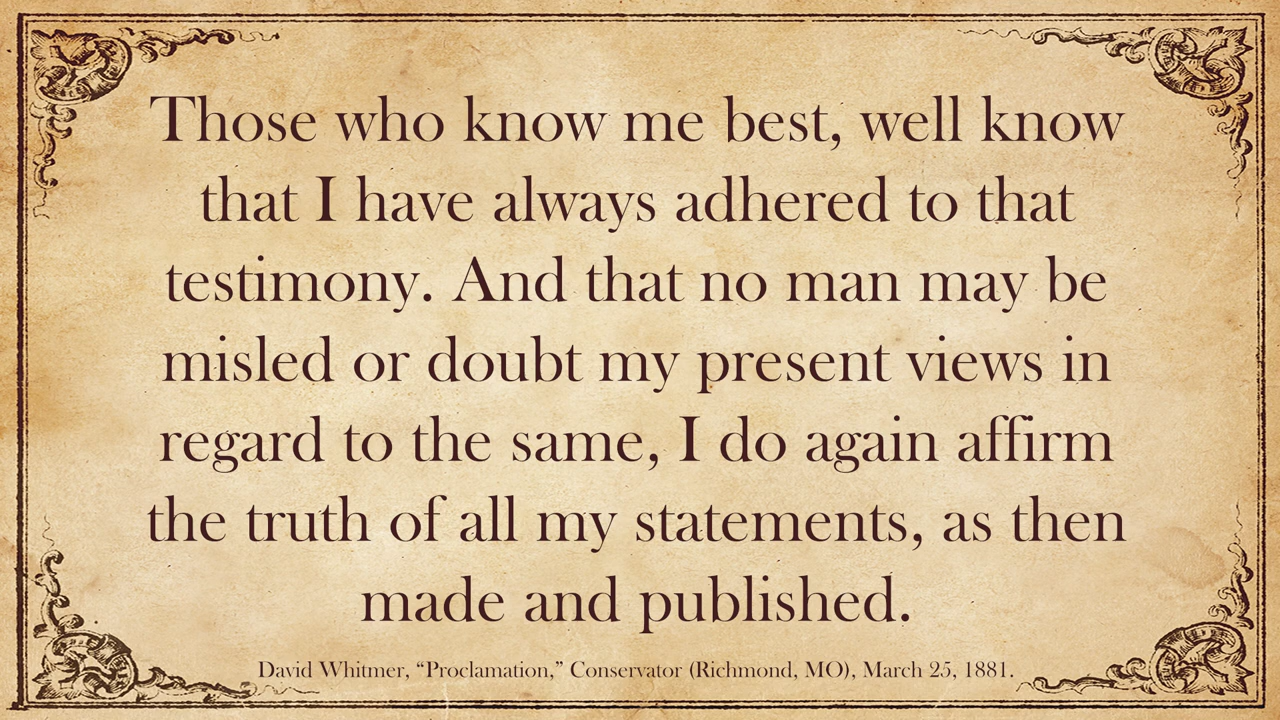 Those who know me best, well know
that I have always adhered to that
testimony. And that no man may be
misled or doubt my present views in
regard to the same, I do again affirm
the truth of all my statements, as then
made and published.
David Whitmer, “Proclamation,” Conservator (Richmond, MO), March 25, 1881.